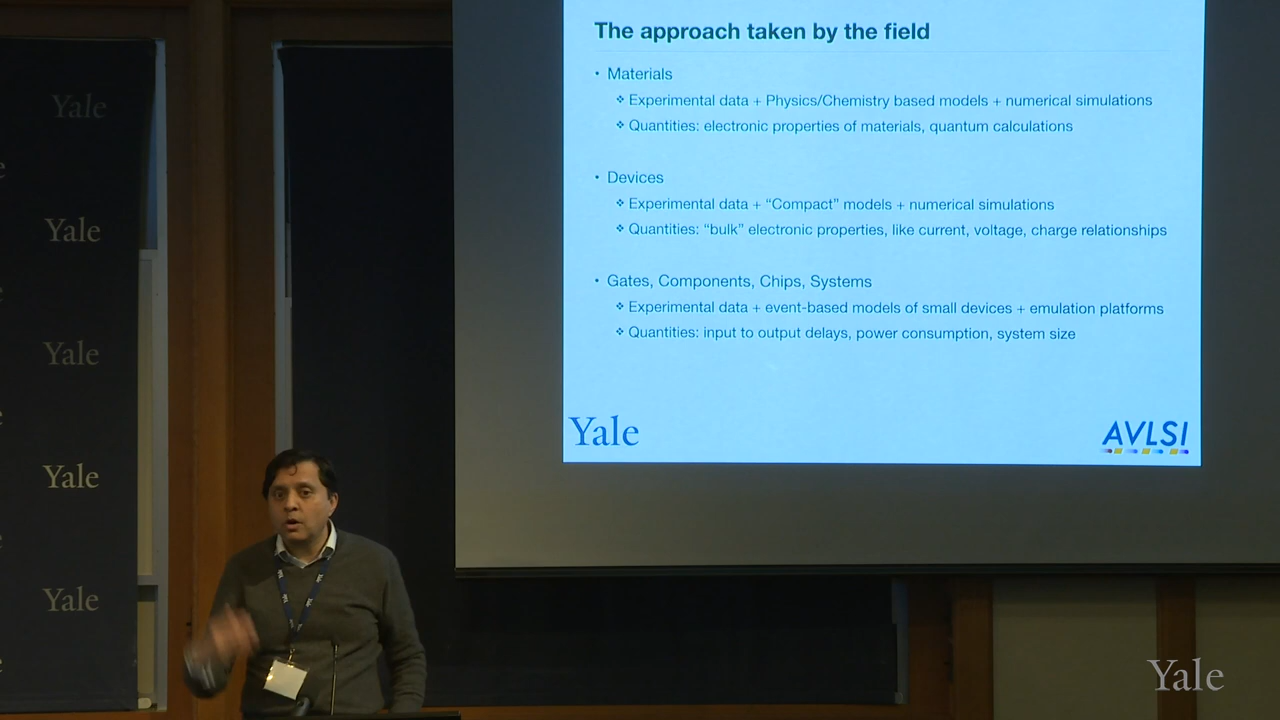 The approach taken by the field
• Materials
❖ Experimental data + Physics/Chemistry based models + numerical simulations
❖ Quantities: electronic properties of materials, quantum calculations
• Devices
❖ Experimental data + “Compact” models + numerical simulations
❖ Quantities: “bulk” electronic properties, like current, voltage, charge relationships
• Gates, Components, Chips, Systems
❖ Experimental data + event-based models of small devices + emulation platforms
❖ Quantities: input to output delays, power consumption, system size
Yale
AVLSI
Yale
Yale
Yale
Yale
Yale
Yale